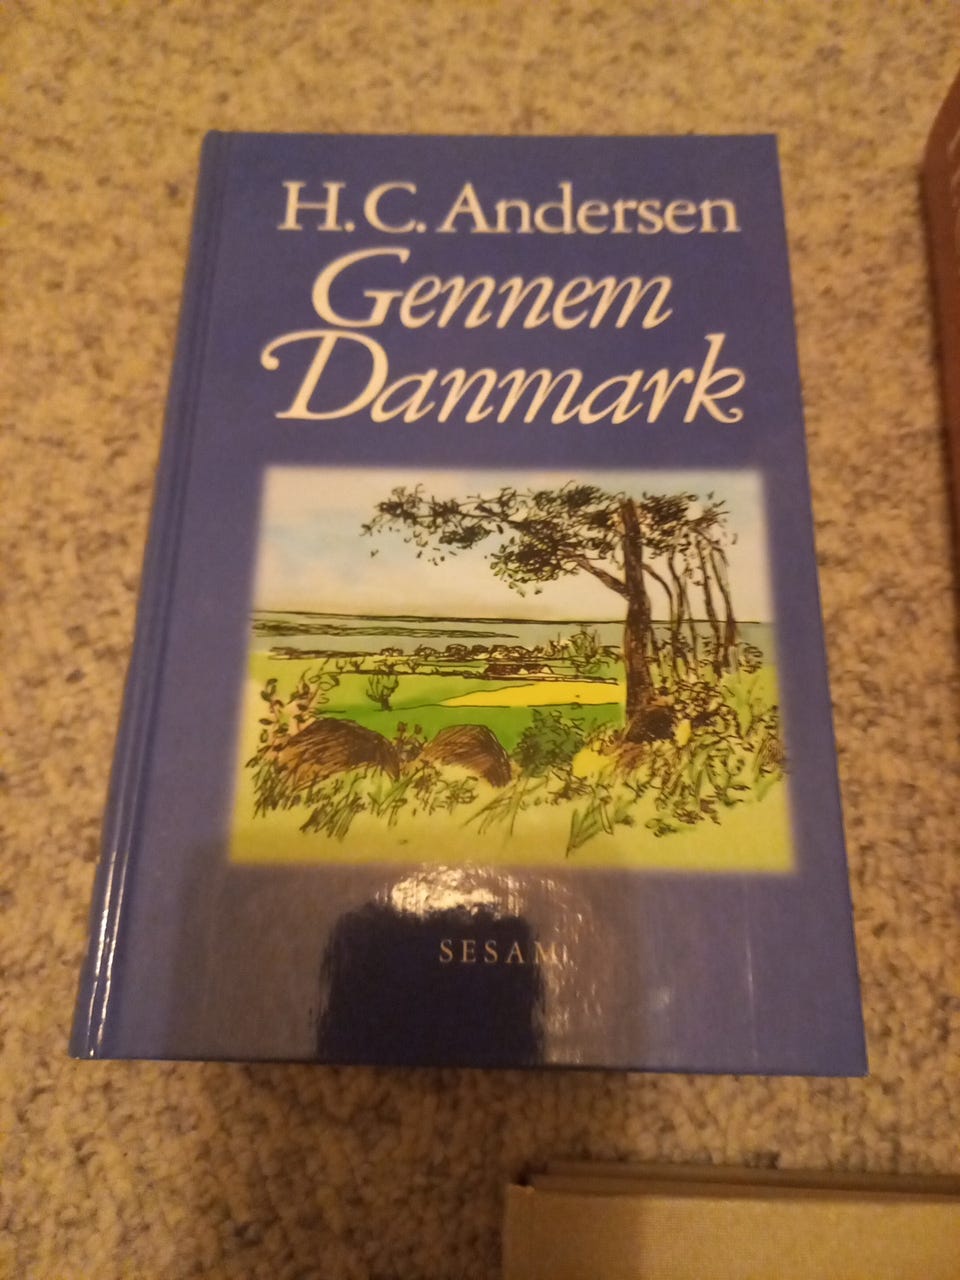 H. C. Andersen
Gennem
Danmark
SESAM